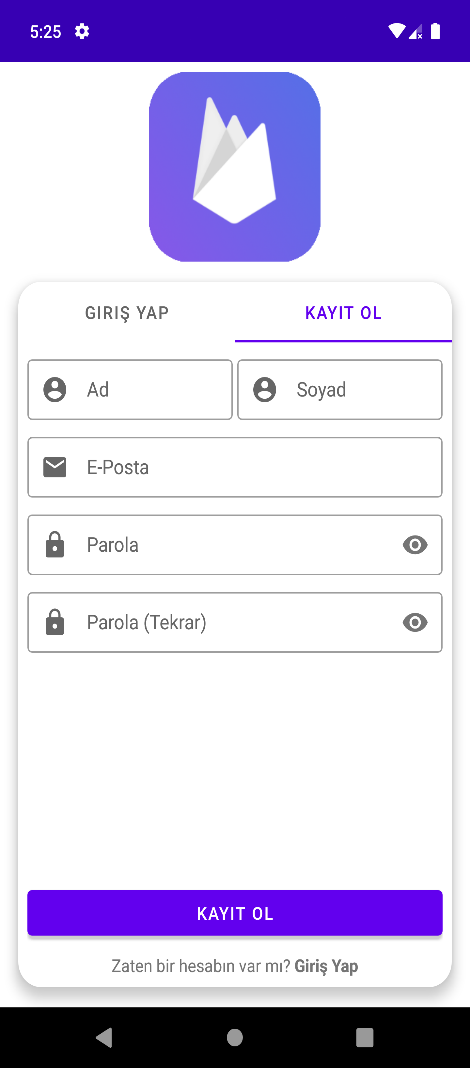 5:25
GIRIŞ YAP
KAYIT OL
Ad
Soyad
E-Posta
Parola
Parola (Tekrar)
KAYIT OL
Zaten bir hesabın var mı? Giriş Yap